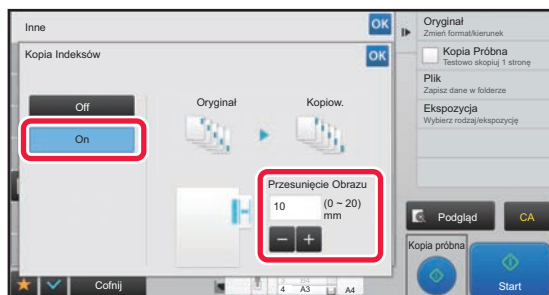 Inne
OK
Kopia Indeksów
OK
Off
On
Oryginał
Kopiow.
Przesunięcie Obrazu
10
(0 ~ 20)
mm
Oryginał
Zmień format/kierunek
Kopia Próbna
Testowo skopiuj 1 stronę
Plik
Zapisz dane w folderze
Ekspozycja
Wybierz rodzaj/ekspozycję
Podgląd
CA
Kopia próbna
Start
Cofnij
3 B4
4 A3
A4